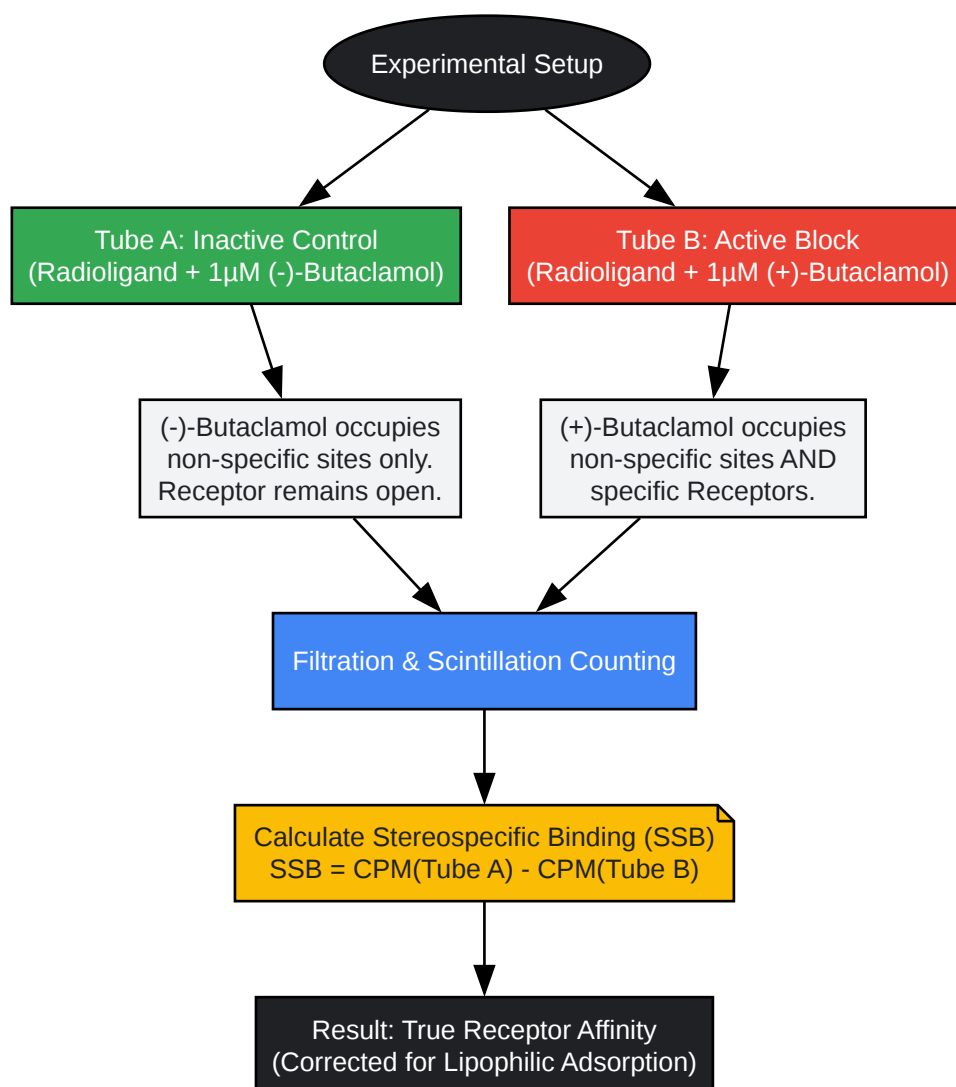 Experimental Setup
Tube A: Inactive Control
(Radioligand + 1µM (-)-Butaclamol)
Tube B: Active Block
(Radioligand + 1µM (+)-Butaclamol)
(-)-Butaclamol occupies
non-specific sites only.
Receptor remains open.
(+)-Butaclamol occupies
non-specific sites AND
specific Receptors.
Filtration & Scintillation Counting
Calculate Stereospecific Binding (SSB)
SSB = CPM(Tube A) - CPM(Tube B)
Result: True Receptor Affinity
(Corrected for Lipophilic Adsorption)